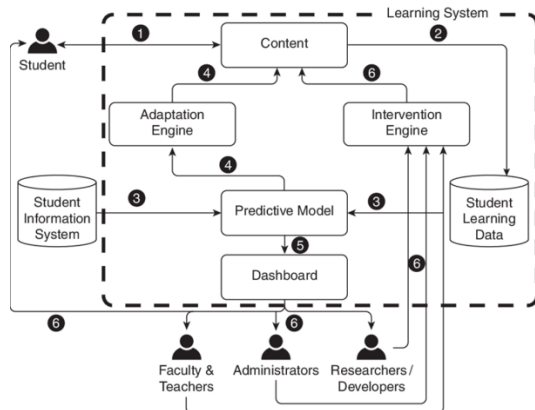 Learning System
1
2
Content
Student
4
6
Adaptation
Engine
Intervention
Engine
4
Student
Information
System
3
Predictive Model
3
Student
Learning
Data
5
6
Dashboard
6
6
Faculty &
Teachers
Administrators
Researchers/
Developers